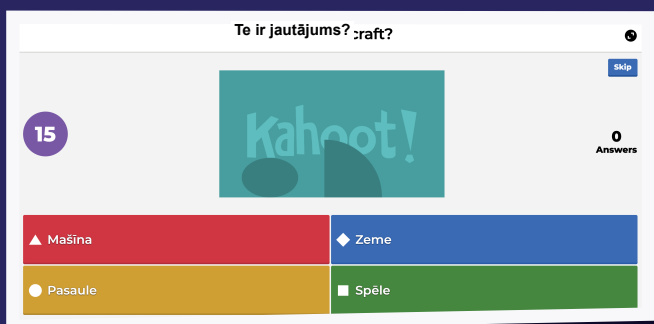 Te ir jautājums? craft?
Skip
15
Kahoot!
0
Answers
Mašīna
Zeme
Pasaule
Spēle